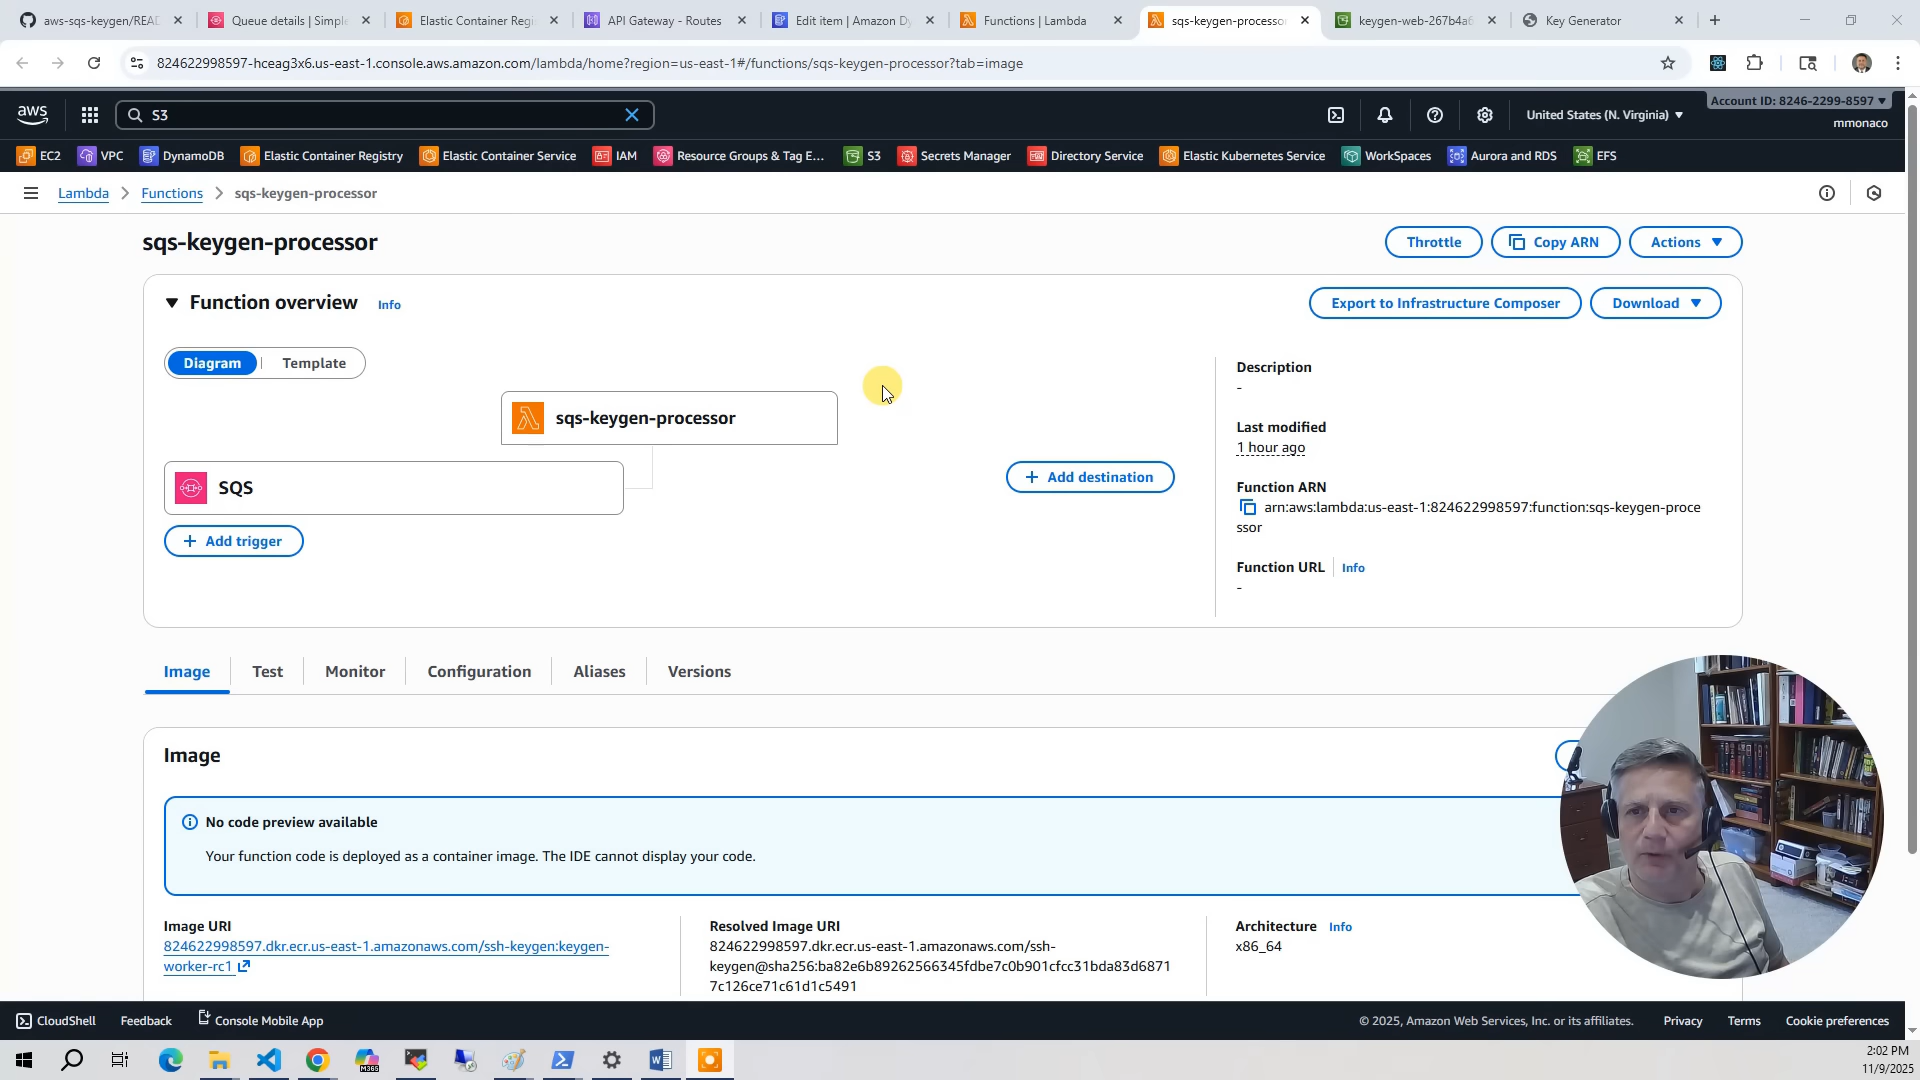 aws-sqs-keygen/READ
Queue details | Simple
Elastic Container Regi
API Gateway - Routes
Edit item | Amazon Dy
Functions | Lambda
sqs-keygen-processor
keygen-web-267b4a6
Key Generator
824622998597-hceag3x6.us-east-1.console.aws.amazon.com/lambda/home?region=us-east-1#/functions/sqs-keygen-processor?tab=image
aws
S3
United States (N. Virginia)
Account ID: 8246-2299-8597
mmonaco
EC2
VPC
DynamoDB
Elastic Container Registry
Elastic Container Service
IAM
Resource Groups & Tag E...
S3
Secrets Manager
Directory Service
Elastic Kubernetes Service
WorkSpaces
Aurora and RDS
EFS
Lambda
Functions
sqs-keygen-processor
sqs-keygen-processor
Throttle
Copy ARN
Actions
Function overview
Info
Export to Infrastructure Composer
Download
Diagram
Template
sqs-keygen-processor
SQS
Add trigger
Add destination
Description
-
Last modified
1 hour ago
Function ARN
arn:aws:lambda:us-east-1:824622998597:function:sqs-keygen-proce
ssor
Function URL
Info
-
Image
Test
Monitor
Configuration
Aliases
Versions
Image
No code preview available
Your function code is deployed as a container image. The IDE cannot display your code.
Image URI
824622998597.dkr.ecr.us-east-1.amazonaws.com/ssh-keygen:keygen-
worker-rc1
Resolved Image URI
824622998597.dkr.ecr.us-east-1.amazonaws.com/ssh-
keygen@sha256:ba82e6b89262566345fdbe7c0b901cfcc31bda83d6871
7c126ce71c61d1c5491
Architecture
Info
x86_64
CloudShell
Feedback
Console Mobile App
© 2025, Amazon Web Services, Inc. or its affiliates.
Privacy
Terms
Cookie preferences
2:02 PM
11/9/2025